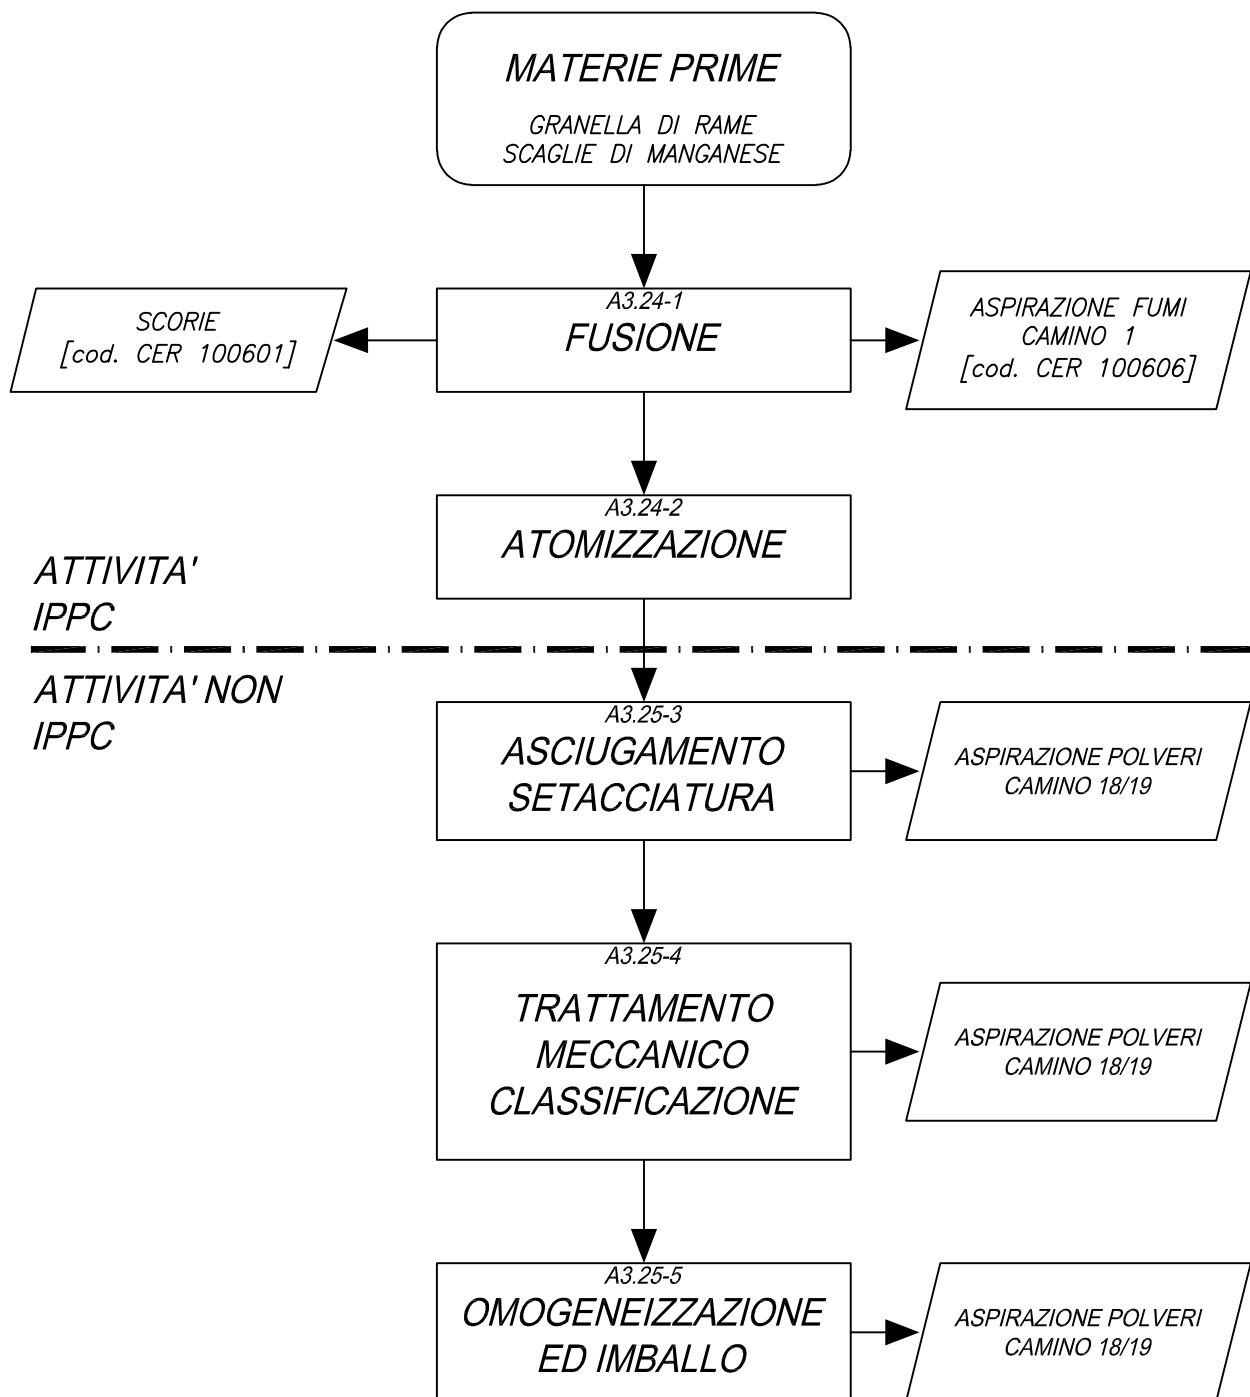 MATERIE PRIME
GRANELLA DI RAME
SCAGLIE DI MANGANESE
A3.24-1
FUSIONE
SCORIE
[cod. CER 100601]
ASPIRAZIONE FUMI
CAMINO 1
[cod. CER 100606]
A3.24-2
ATOMIZZAZIONE
ATTIVITA'
IPPC
ATTIVITA' NON
IPPC
A3.25-3
ASCIUGAMENTO
SETACCIATURA
ASPIRAZIONE POLVERI
CAMINO 18/19
A3.25-4
TRATTAMENTO
MECCANICO
CLASSIFICAZIONE
ASPIRAZIONE POLVERI
CAMINO 18/19
A3.25-5
OMOGENEIZZAZIONE
ED IMBALLO
ASPIRAZIONE POLVERI
CAMINO 18/19